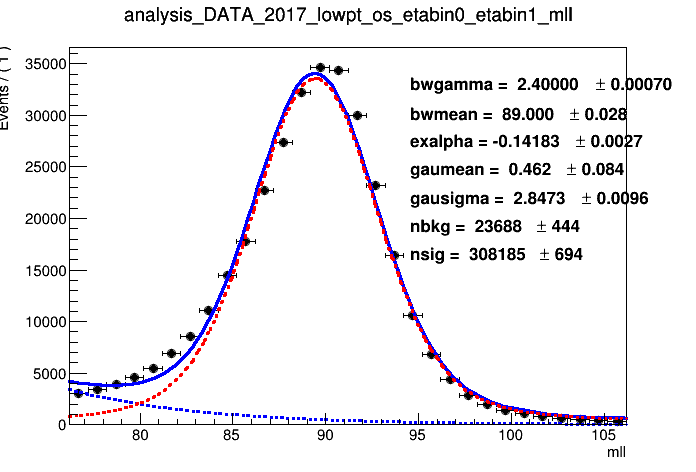 analysis_DATA_2017_lowpt_os_etabin0_etabin1_mll
Events / ( 1 )
35000
30000
25000
20000
15000
10000
5000
0
bwgamma = 2.40000 ± 0.00070
bwmean = 89.000 ± 0.028
exalpha = -0.14183 ± 0.0027
gaumean = 0.462 ± 0.084
gausigma = 2.8473 ± 0.0096
nbkg = 23688 ± 444
nsig = 308185 ± 694
80 85 90 95 100 105
mll